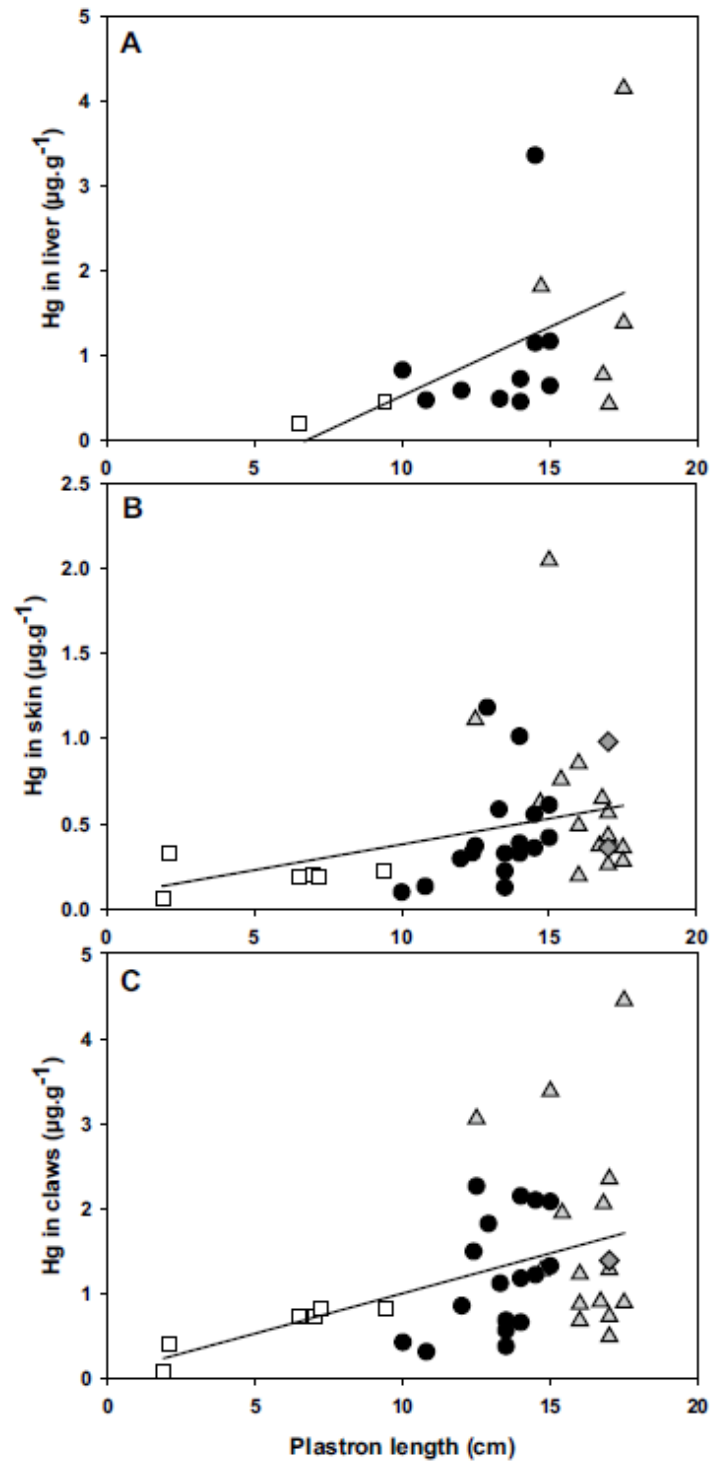 A
Hg in liver (µg.g⁻¹)
5
4
3
2
1
0
0 5 10 15 20
B
Hg in skin (µg.g⁻¹)
2.5
2.0
1.5
1.0
0.5
0.0
0 5 10 15 20
C
Hg in claws (µg.g⁻¹)
5
4
3
2
1
0
0 5 10 15 20
Plastron length (cm)